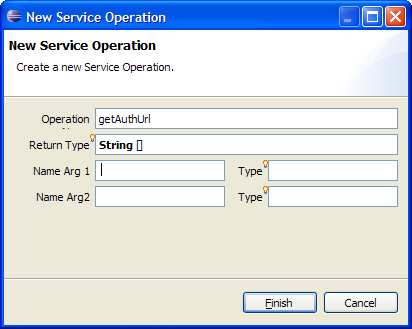 New Service Operation
New Service Operation
Create a new Service Operation.
Operation
getAuthUrl
Return Type
String []
Name Arg 1
Type
Name Arg2
Type
Finish
Cancel